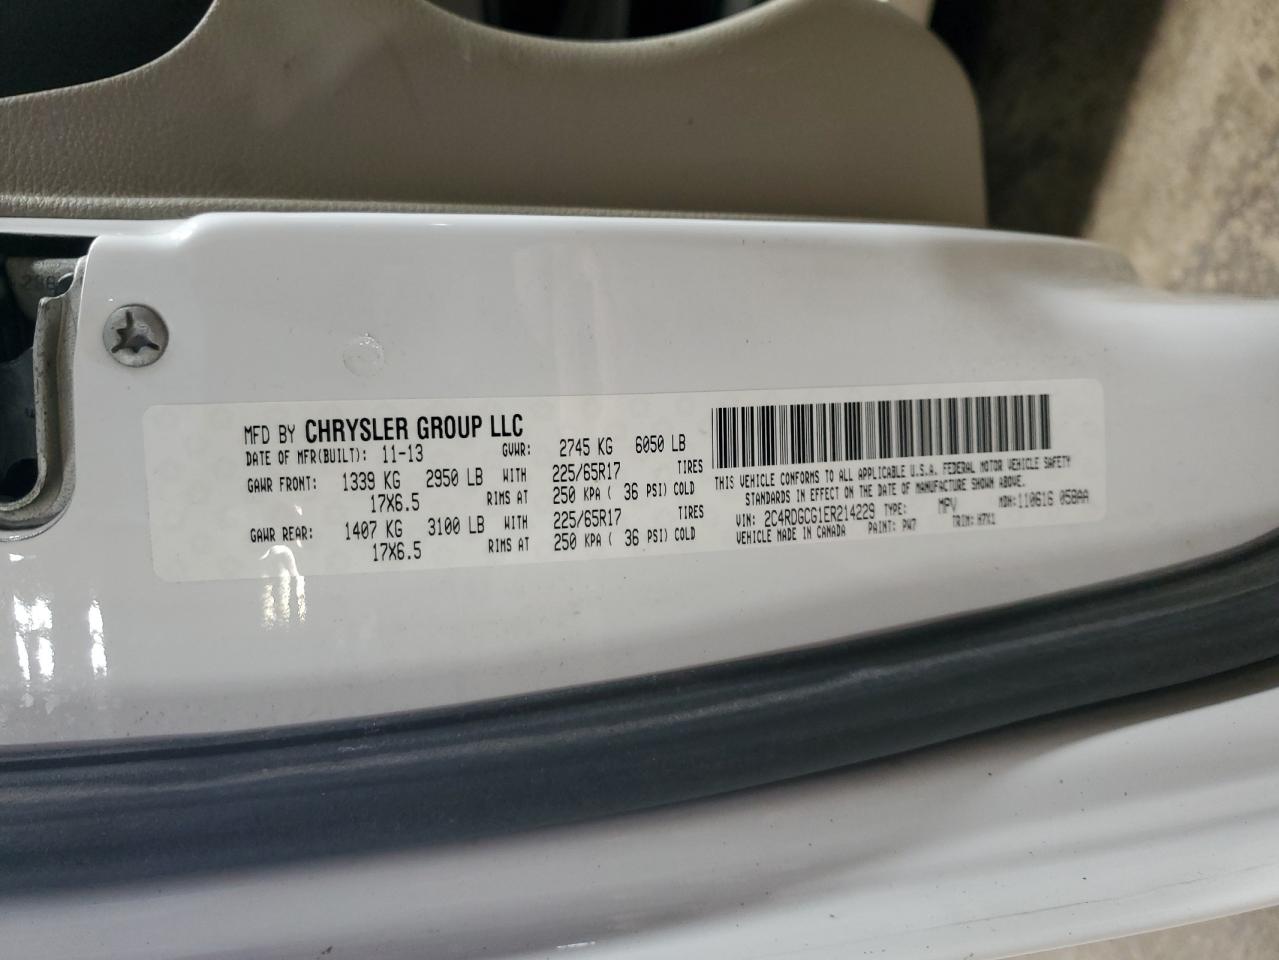 MFD BY CHRYSLER GROUP LLC
DATE OF MFR(BUILT): 11-13 GVWR: 2745 KG 6050 LB
GAWR FRONT: 1339 KG 2950 LB WITH 225/65R17 TIRES
17X6.5 RIMS AT 250 KPA ( 36 PSI) COLD
GAWR REAR: 1407 KG 3100 LB WITH 225/65R17 TIRES
17X6.5 RIMS AT 250 KPA ( 36 PSI) COLD
THIS VEHICLE CONFORMS TO ALL APPLICABLE U.S.A. FEDERAL MOTOR VEHICLE SAFETY
STANDARDS IN EFFECT ON THE DATE OF MANUFACTURE SHOWN ABOVE.
VIN: 2C4RDGCG1ER214229 TYPE: MPV MDH: 110616 058AA
VEHICLE MADE IN CANADA PAINT: PW7 TRIM: H7X1